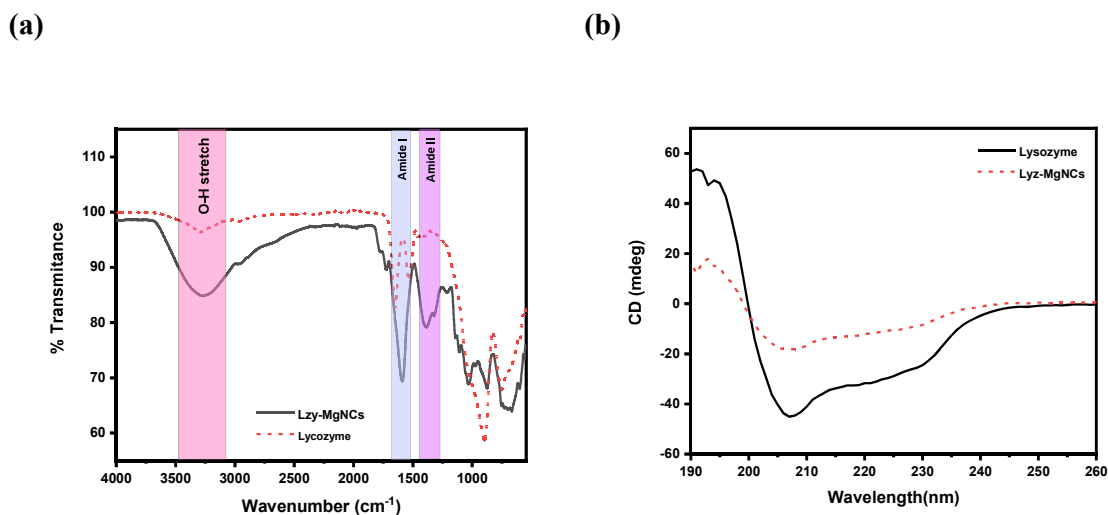 (a)
(b)
O-H stretch
Amide I
Amide II
110
100
90
80
70
60
% Transmitance
Lzy-MgNCs
Lycozyme
4000 3500 3000 2500 2000 1500 1000
Wavenumber (cm-1)
60
40
20
0
-20
-40
-60
CD (mdeg)
Lysozyme
Lyz-MgNCs
190 200 210 220 230 240 250 260
Wavelength(nm)